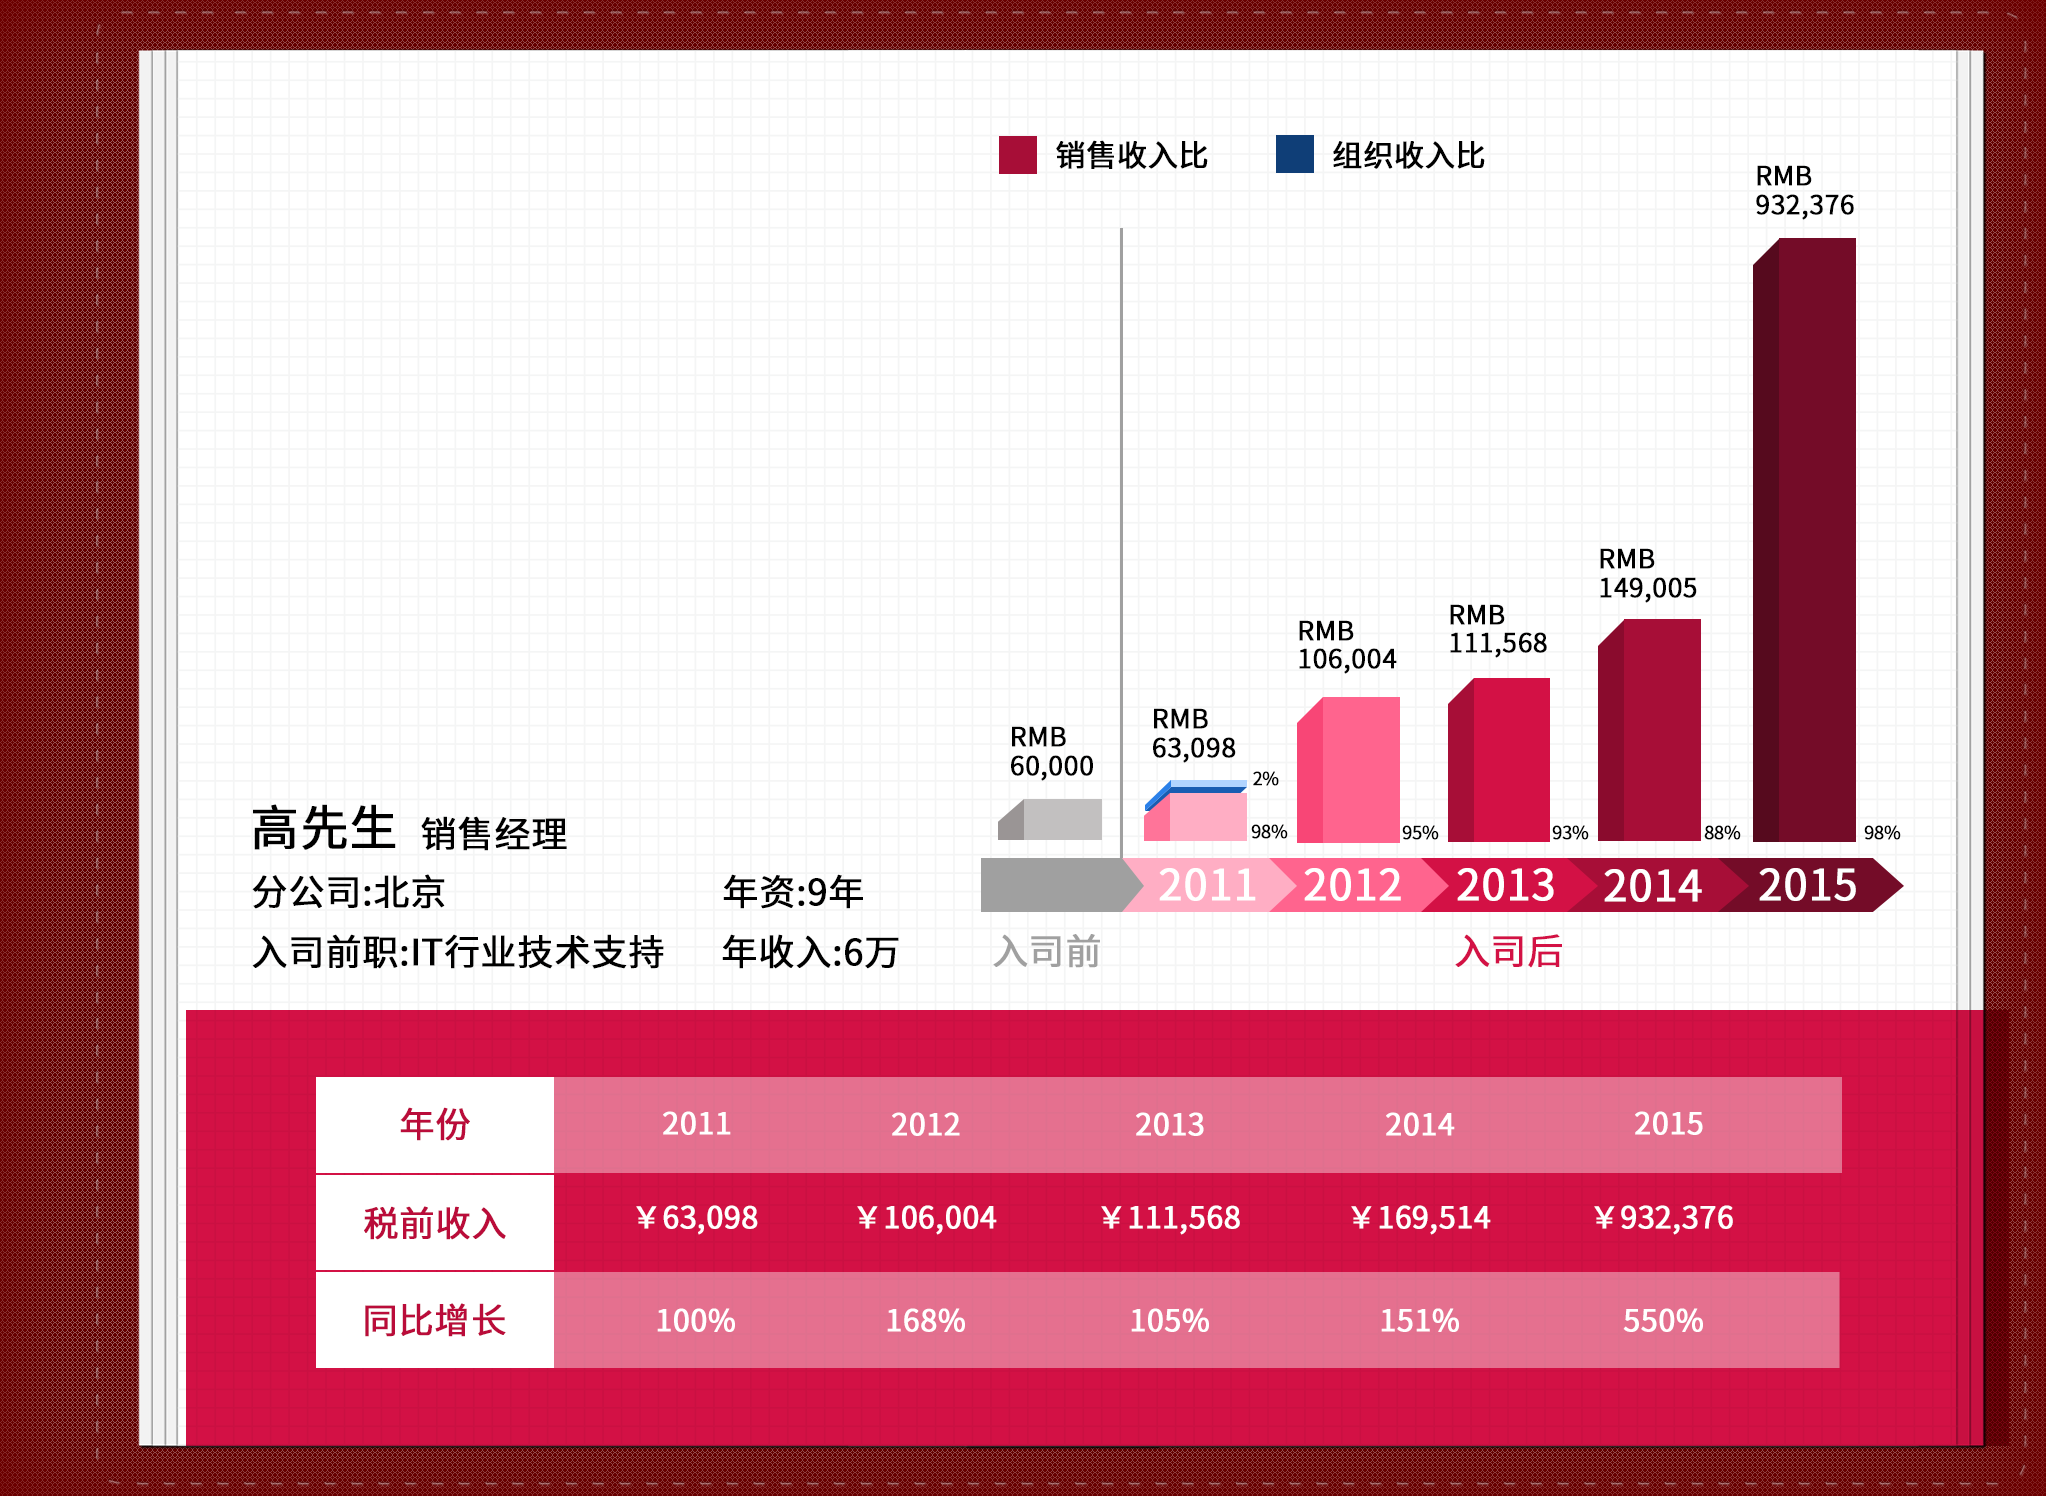 销售收入比
组织收入比
RMB
932,376
RMB
149,005
RMB
111,568
RMB
106,004
RMB
63,098
RMB
60,000
2%
98%
95%
93%
88%
98%
2011
2012
2013
2014
2015
入司前
入司后
高先生 销售经理
分公司:北京
年资:9年
入司前职:IT行业技术支持
年收入:6万
年份 2011 2012 2013 2014 2015
税前收入 ￥63,098 ￥106,004 ￥111,568 ￥169,514 ￥932,376
同比增长 100% 168% 105% 151% 550%